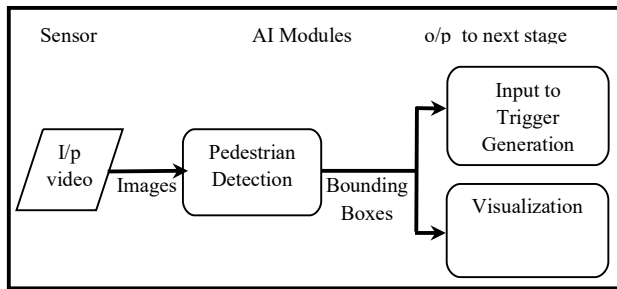 Sensor
AI Modules
o/p to next stage
I/p
video
Images
Pedestrian
Detection
Bounding
Boxes
Input to
Trigger
Generation
Visualization